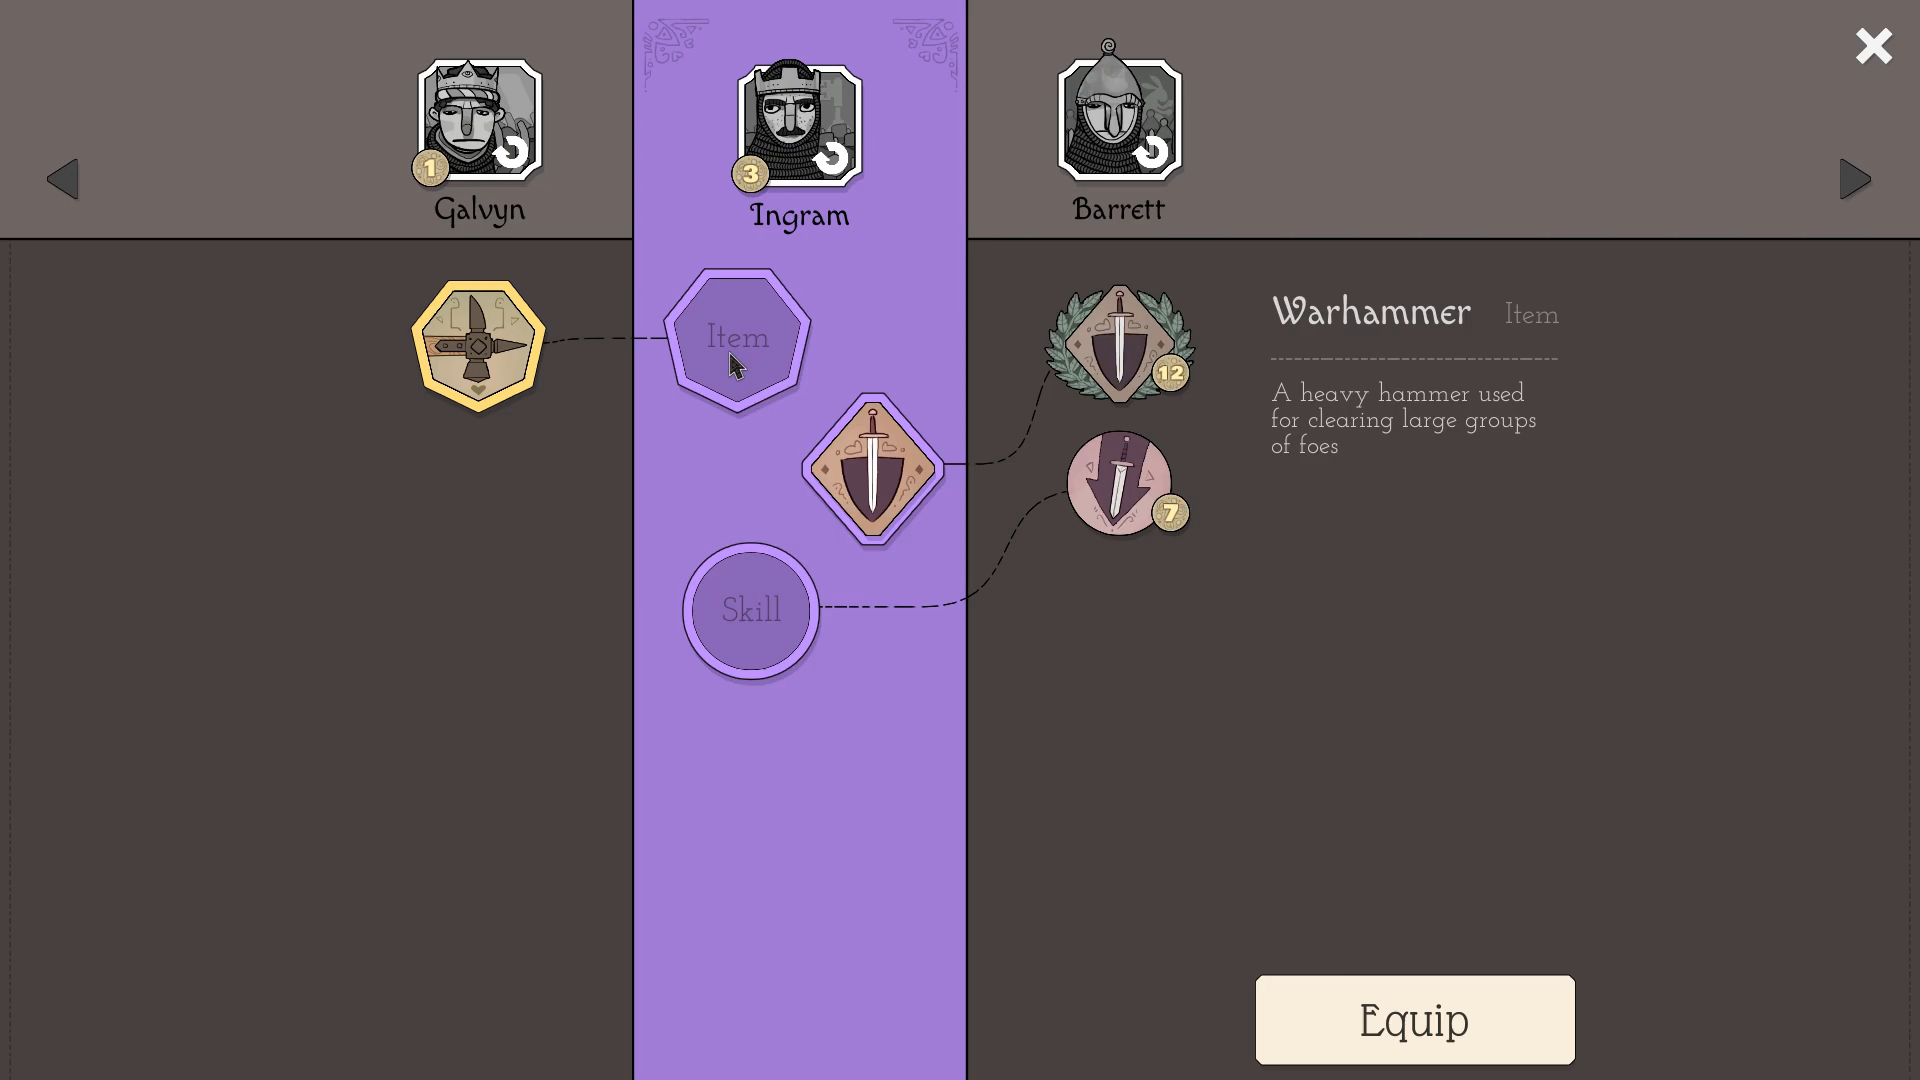 1
Galvyn
3
Ingram
Barrett
Item
12
7
Skill
Warhammer Item
A heavy hammer used
for clearing large groups
of foes
Equip